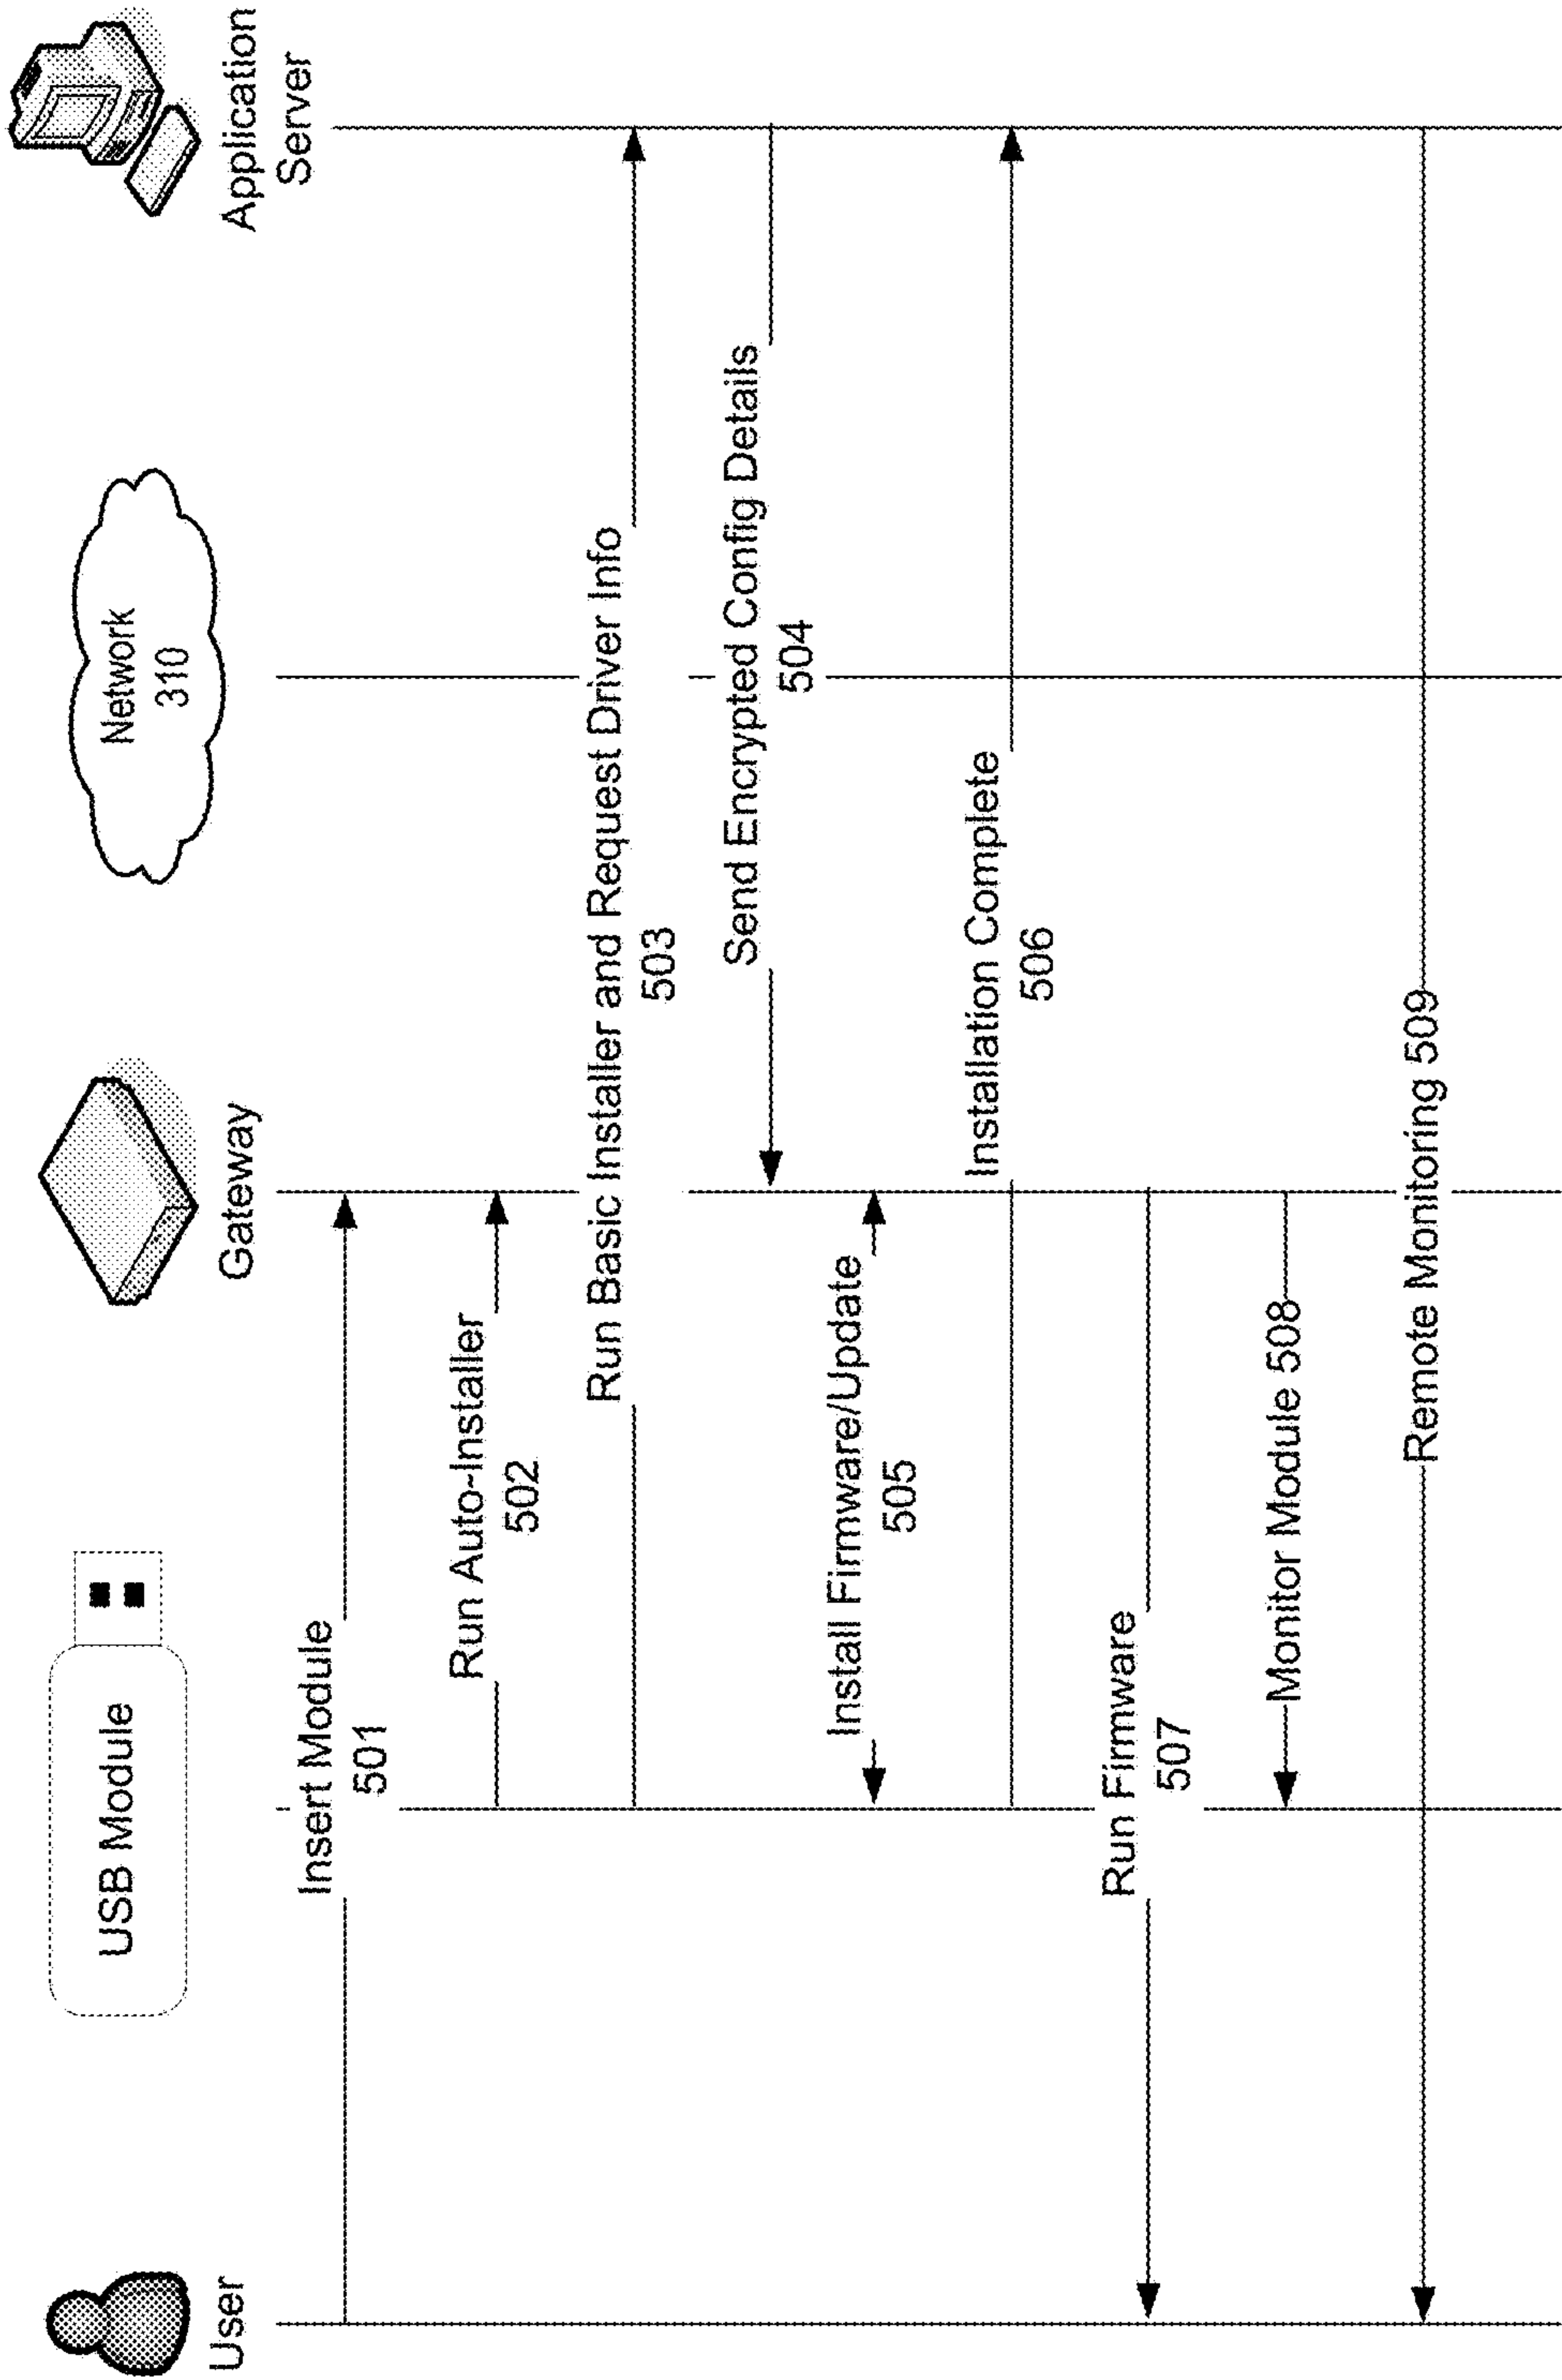 User
USB Module
Gateway
Network
310
Application
Server
Insert Module
501
Run Auto-Installer
502
Run Basic Installer and Request Driver Info
503
Send Encrypted Config Details
504
Install Firmware/Update
505
Installation Complete
506
Run Firmware
507
Monitor Module 508
Remote Monitoring 509